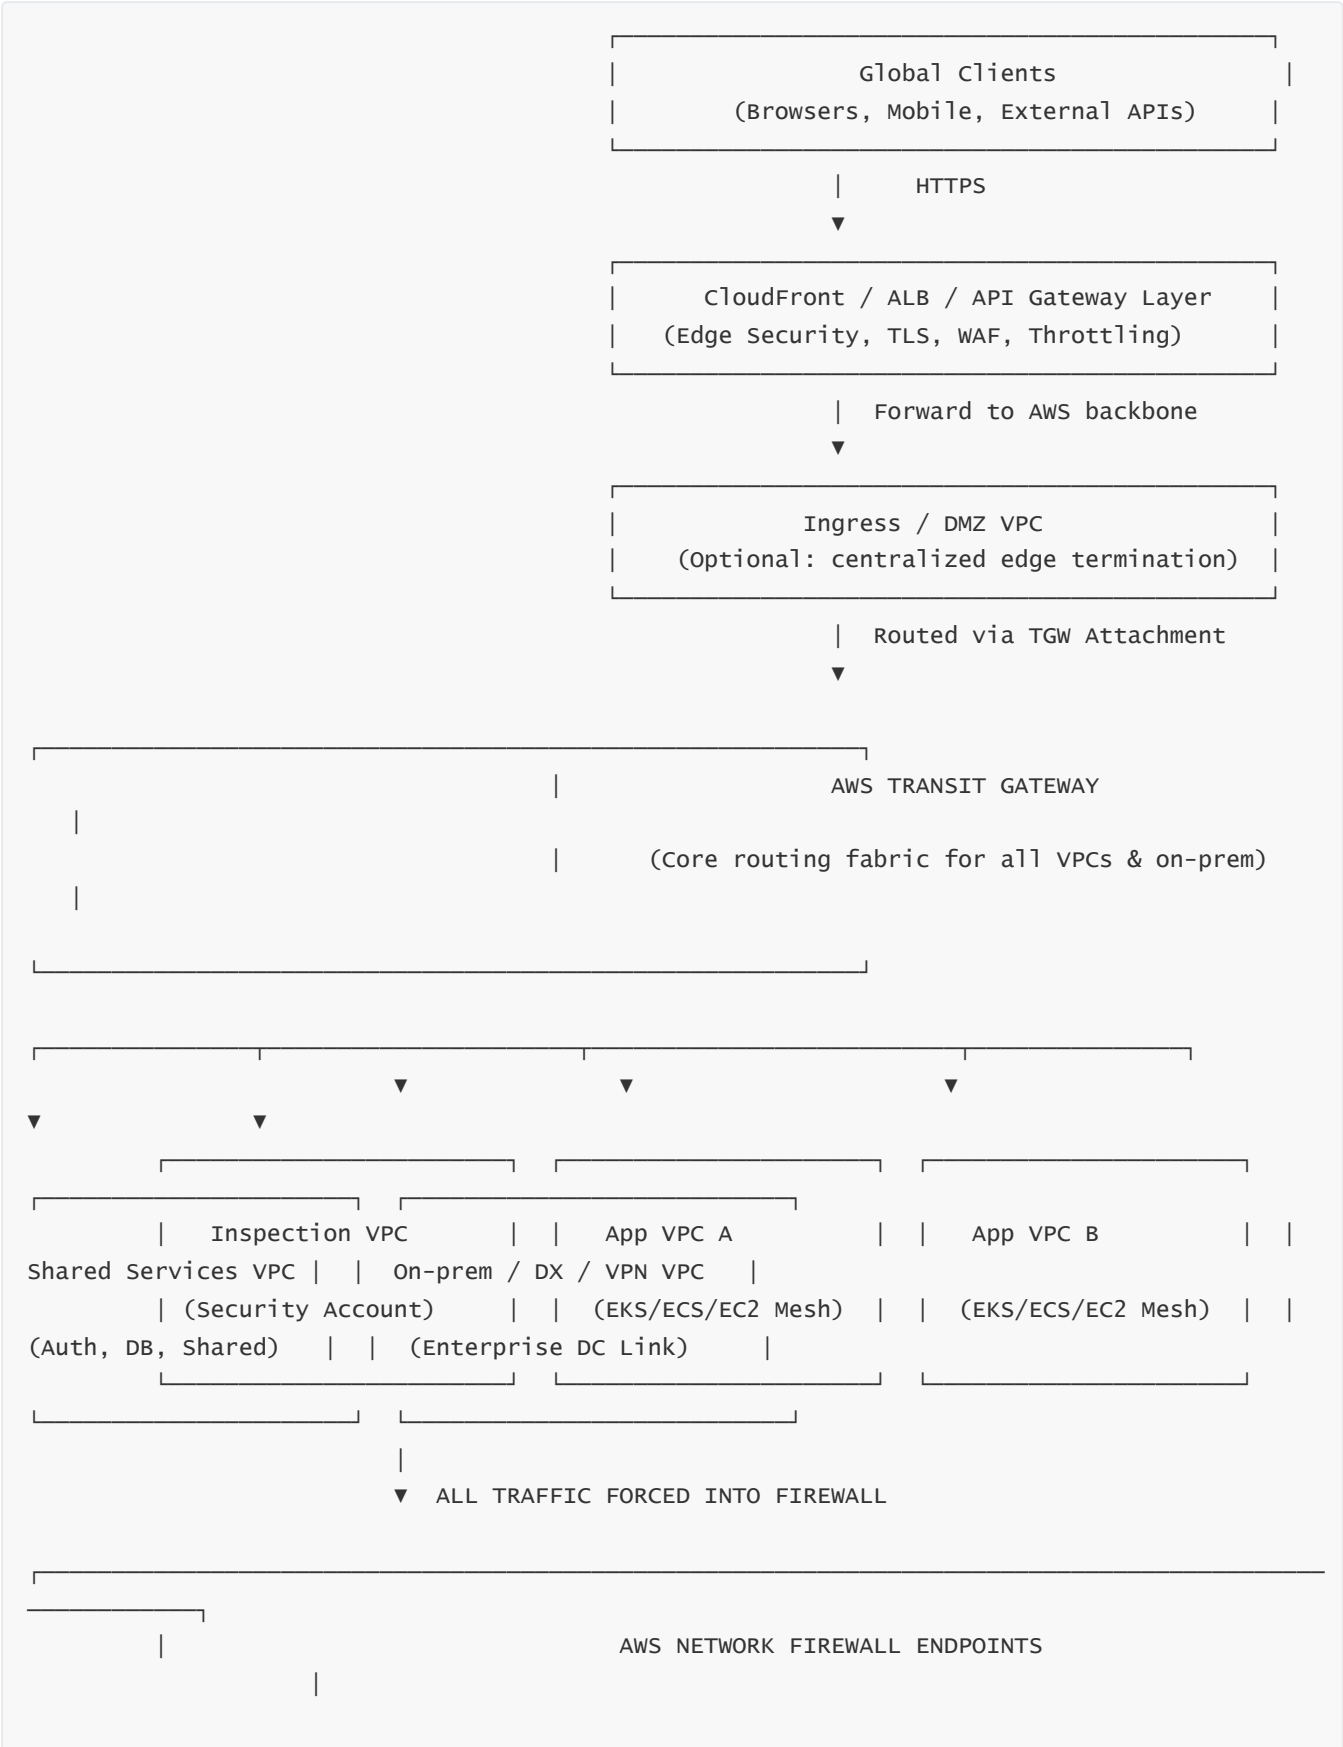 Global Clients
(Browsers, Mobile, External APIs)
HTTPS
CloudFront / ALB / API Gateway Layer
(Edge Security, TLS, WAF, Throttling)
Forward to AWS backbone
Ingress / DMZ VPC
(Optional: centralized edge termination)
Routed via TGW Attachment
AWS TRANSIT GATEWAY
(Core routing fabric for all VPCs & on-prem)
Inspection VPC App VPC A App VPC B
Shared Services VPC On-prem / DX / VPN VPC
(Security Account) (EKS/ECS/EC2 Mesh) (EKS/ECS/EC2 Mesh)
(Auth, DB, Shared) (Enterprise DC Link)
ALL TRAFFIC FORCED INTO FIREWALL
AWS NETWORK FIREWALL ENDPOINTS